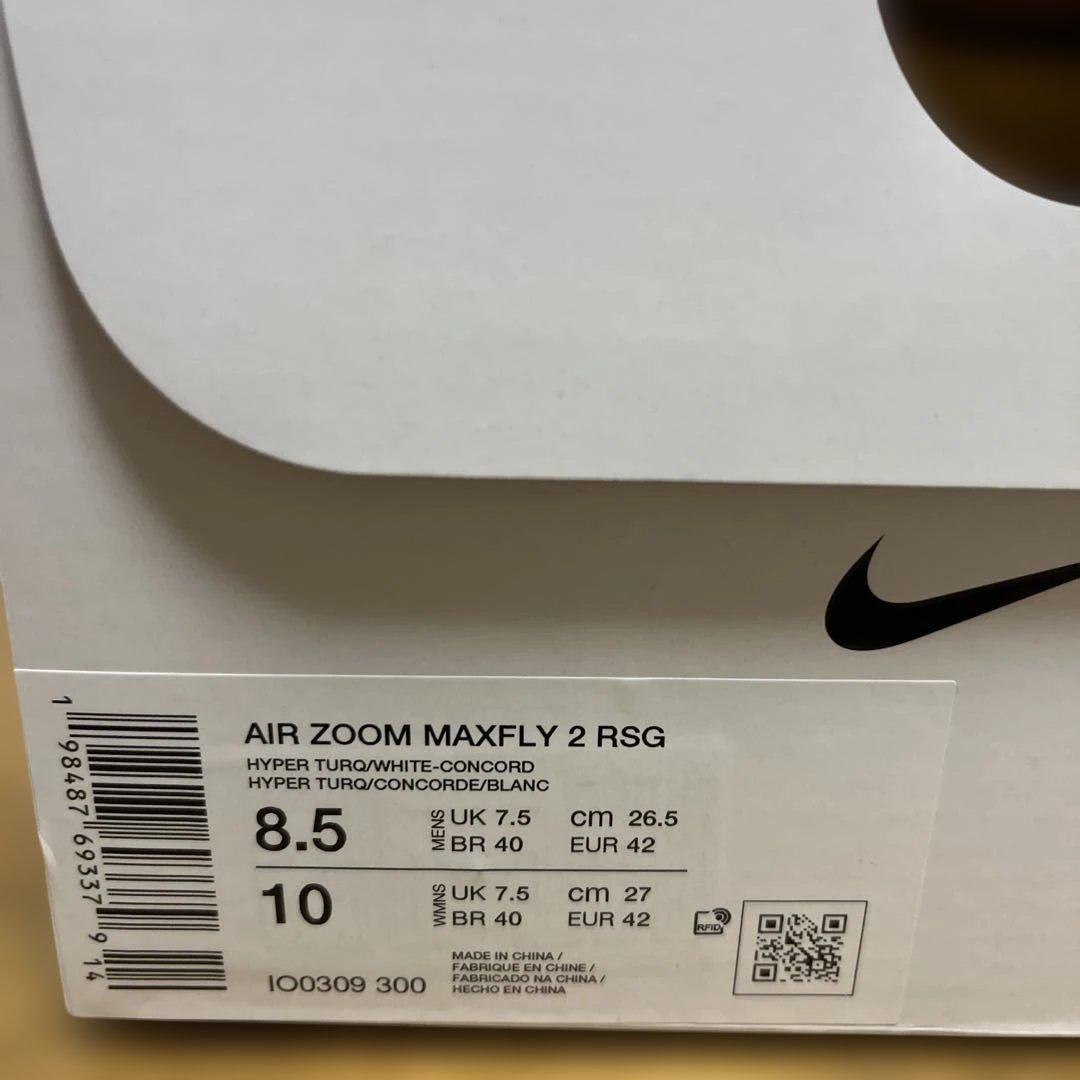 AIR ZOOM MAXFLY 2 RSG
HYPER TURQ/WHITE-CONCORD
HYPER TURQ/CONCORDE/BLANC
8.5 MENS UK 7.5 cm 26.5
BR 40 EUR 42
10 WMNS UK 7.5 cm 27
BR 40 EUR 42
RFID
IO0309 300
MADE IN CHINA /
FABRIQUE EN CHINE /
FABRICADO NA CHINA /
HECHO EN CHINA
1 98487 69337 9 14